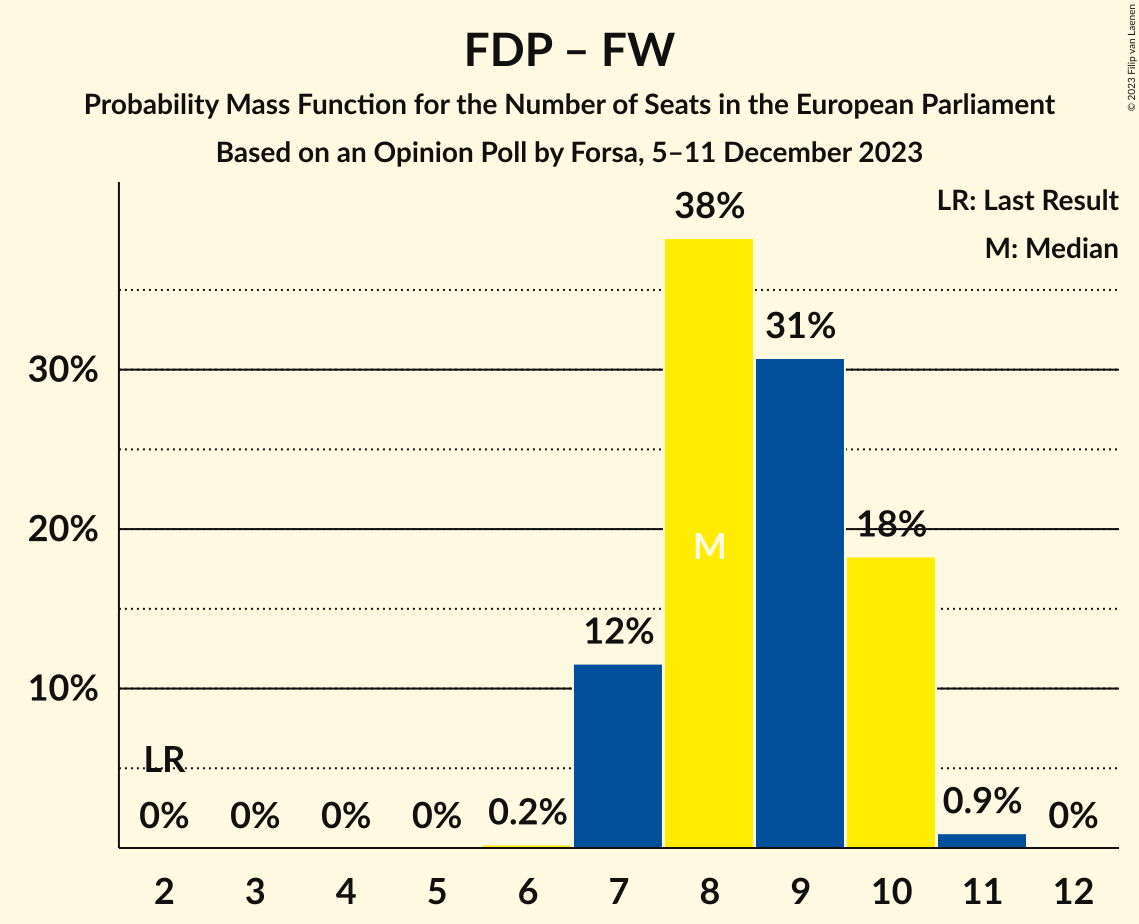 FDP – FW
Probability Mass Function for the Number of Seats in the European Parliament
Based on an Opinion Poll by Forsa, 5–11 December 2023
© 2023 Filip van Laenen
LR: Last Result
M: Median
38%
31%
30%
20%
18%
M
12%
10%
LR
0% 0% 0% 0% 0.2% 0.9% 0%
2 3 4 5 6 7 8 9 10 11 12